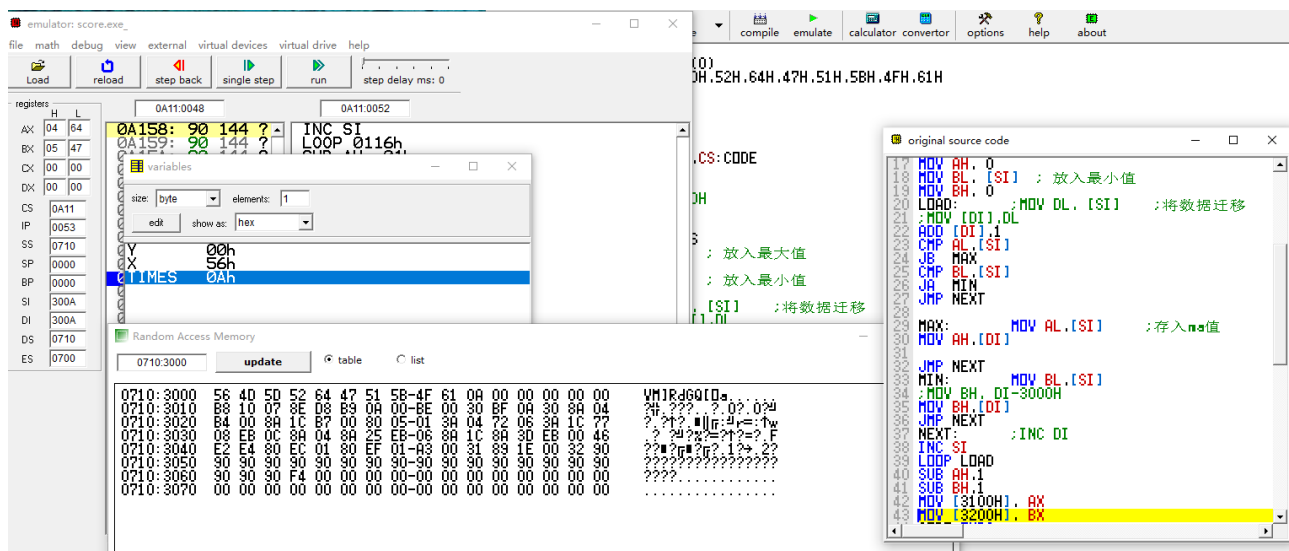 emulator: score.exe_
file math debug view external virtual devices virtual drive help
Load reload step back single step run step delay ms: 0
compile emulate calculator convertor options help about
registers
H L
AX 04 64
BX 05 47
CX 00 00
DX 00 00
CS 0A11
IP 0053
SS 0710
SP 0000
BP 0000
SI 300A
DI 300A
DS 0710
ES 0700
0A11:0048 0A11:0052
0A158: 90 144 ? INC SI
0A159: 90 144 ? LOOP 0116h
.52H.64H.47H.51H.5BH.4FH.61H
.CS:CODE
; 放入最大值
; 放入最小值
. [SI] ;将数据迁移
variables
size: byte elements: 1
edit show as: hex
Y 00h
X 56h
TIMES 0Ah
Random Access Memory
0710:3000 update table list
0710:3000 56 4D 5D 52 64 47 51 5B-4F 61 0A 00 00 00 00 00
0710:3010 B8 10 07 8E D8 B9 0A 00-BE 00 30 BF 0A 30 8A 04
0710:3020 B4 00 8A 1C B7 00 80 05-01 3A 04 72 06 3A 1C 77
0710:3030 08 EB 0C 8A 04 8A 25 EB-06 8A 1C 8A 3D EB 00 46
0710:3040 E2 E4 80 EC 01 80 EF 01-A3 00 31 89 1E 00 32 90
0710:3050 90 90 90 90 90 90 90 90-90 90 90 90 90 90 90 90
0710:3060 90 90 90 F4 00 00 00 00-00 00 00 00 00 00 00 00
0710:3070 00 00 00 00 00 00 00 00-00 00 00 00 00 00 00 00
original source code
17 MOV AH, 0
18 MOV BL, [SI] ; 放入最小值
19 MOV BH, 0
20 LOAD: ;MOV DL, [SI] ;将数据迁移
21 ;MOV [DI],DL
22 ADD [DI],1
23 CMP AL,[SI]
24 JB MAX
25 CMP BL,[SI]
26 JA MIN
27 JMP NEXT
28
29 MAX: MOV AL,[SI] ;存入ma值
30 MOV AH,[DI]
31
32 JMP NEXT
33 MIN: MOV BL,[SI]
34 ;MOV BH, DI-3000H
35 MOV BH,[DI]
36 JMP NEXT
37 NEXT: ;INC DI
38 INC SI
39 LOOP LOAD
40 SUB AH,1
41 SUB BH,1
42 MOV [3100H], AX
43 MOV [3200H], BX